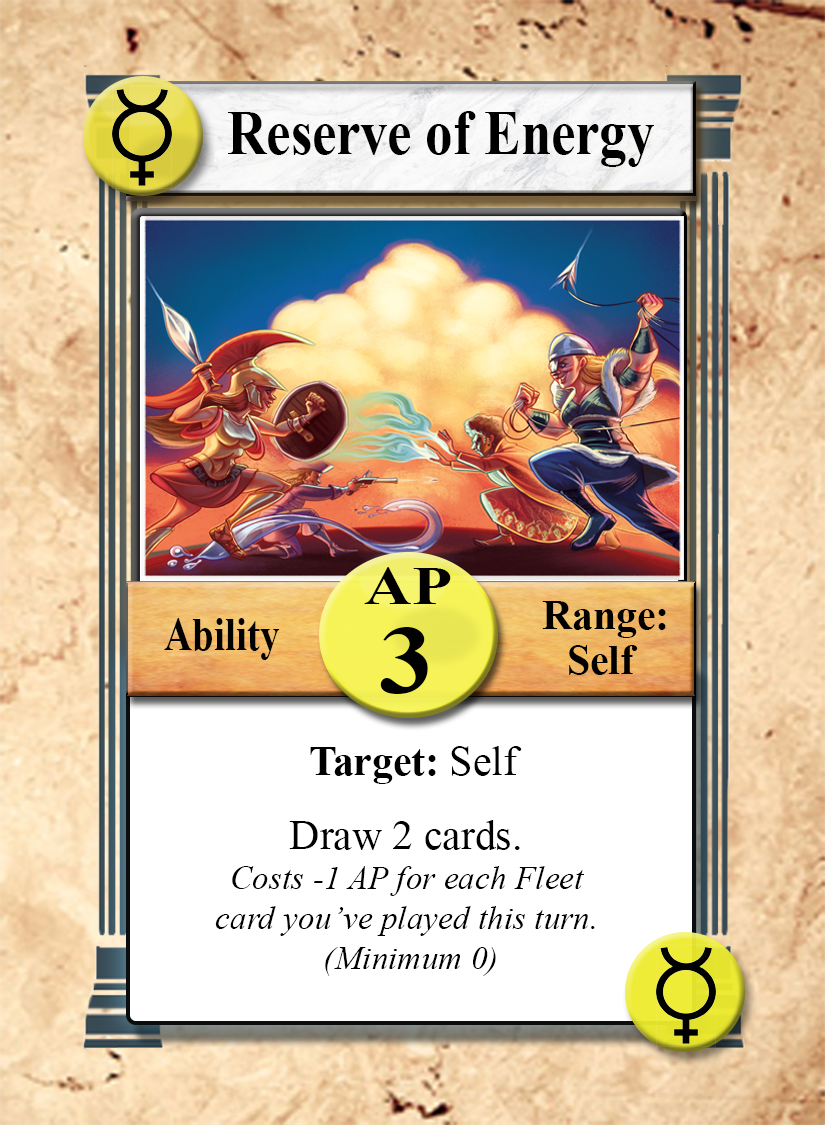 Reserve of Energy
Ability
AP
3
Range:
Self
Target: Self
Draw 2 cards.
Costs -1 AP for each Fleet
card you’ve played this turn.
(Minimum 0)